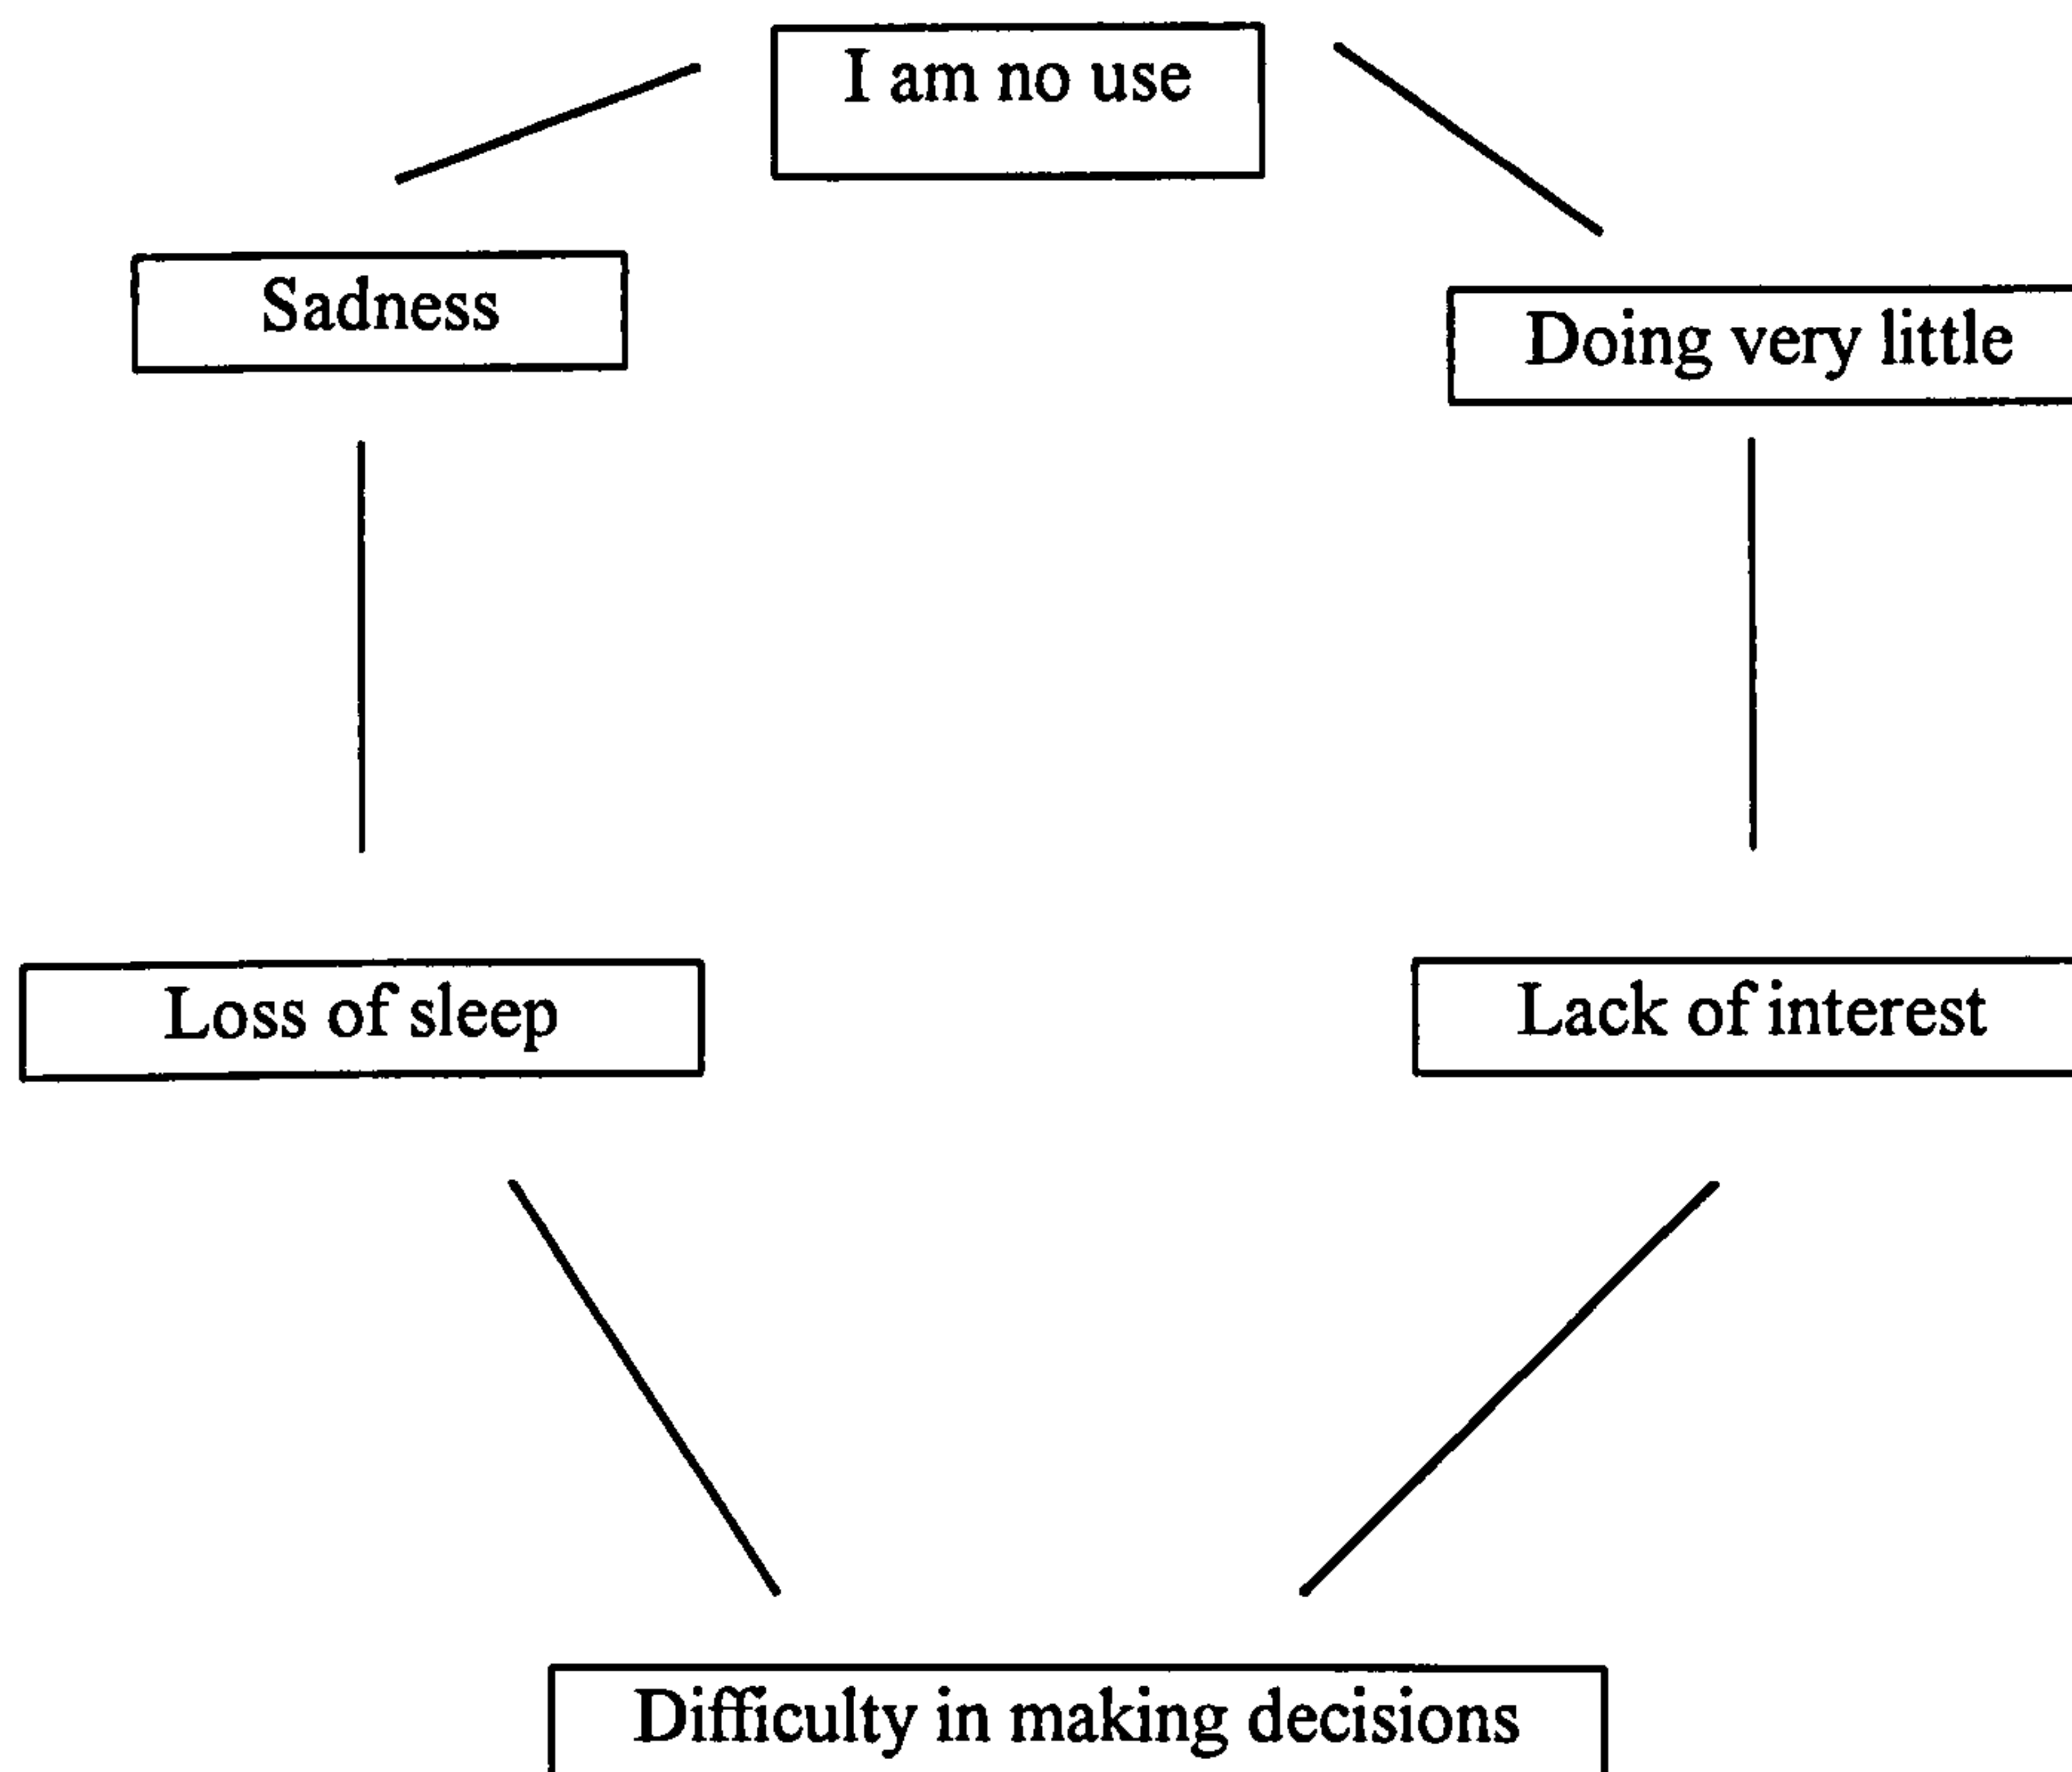 I am no use
Sadness
Doing very little
Loss of sleep
Lack of interest
Difficulty in making decisions